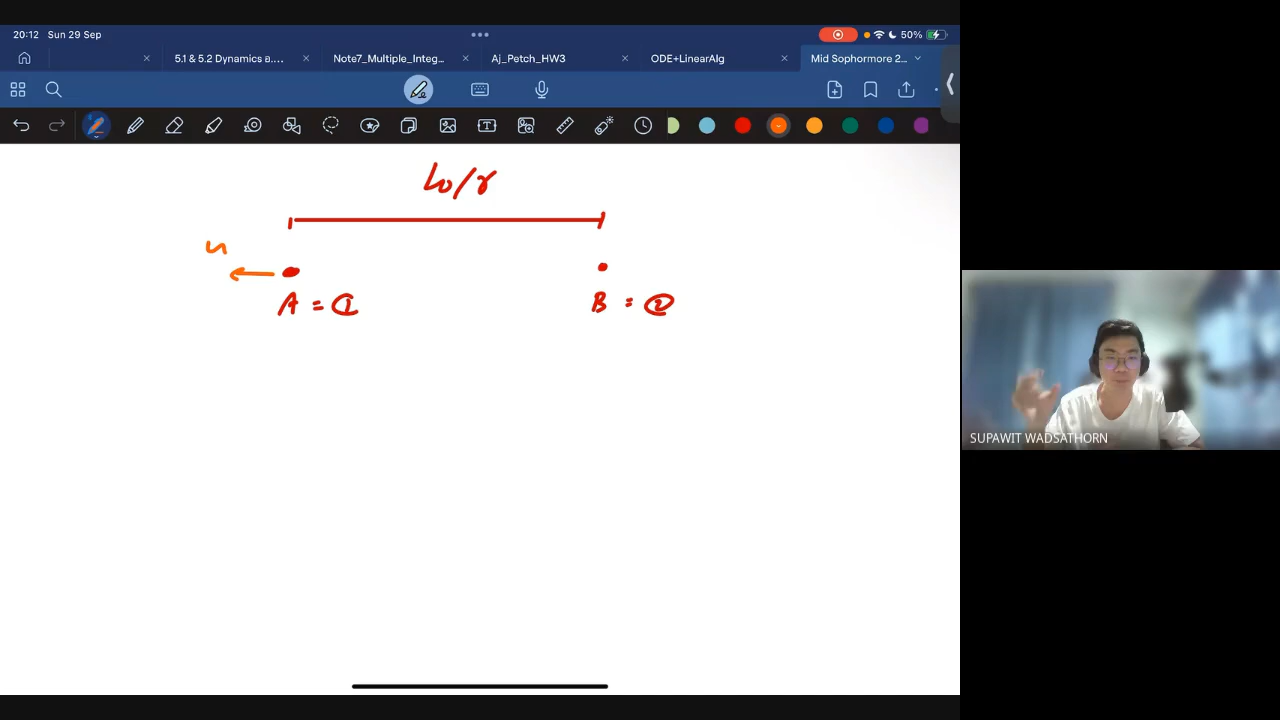 20:12 Sun 29 Sep
50%
5.1 & 5.2 Dynamics a....
Note7_Multiple_Integ...
Aj_Petch_HW3
ODE+LinearAlg
Mid Sophormore 2...
L₀/γ
u
A = ①
B = ②
SUPAWIT WADSATHORN